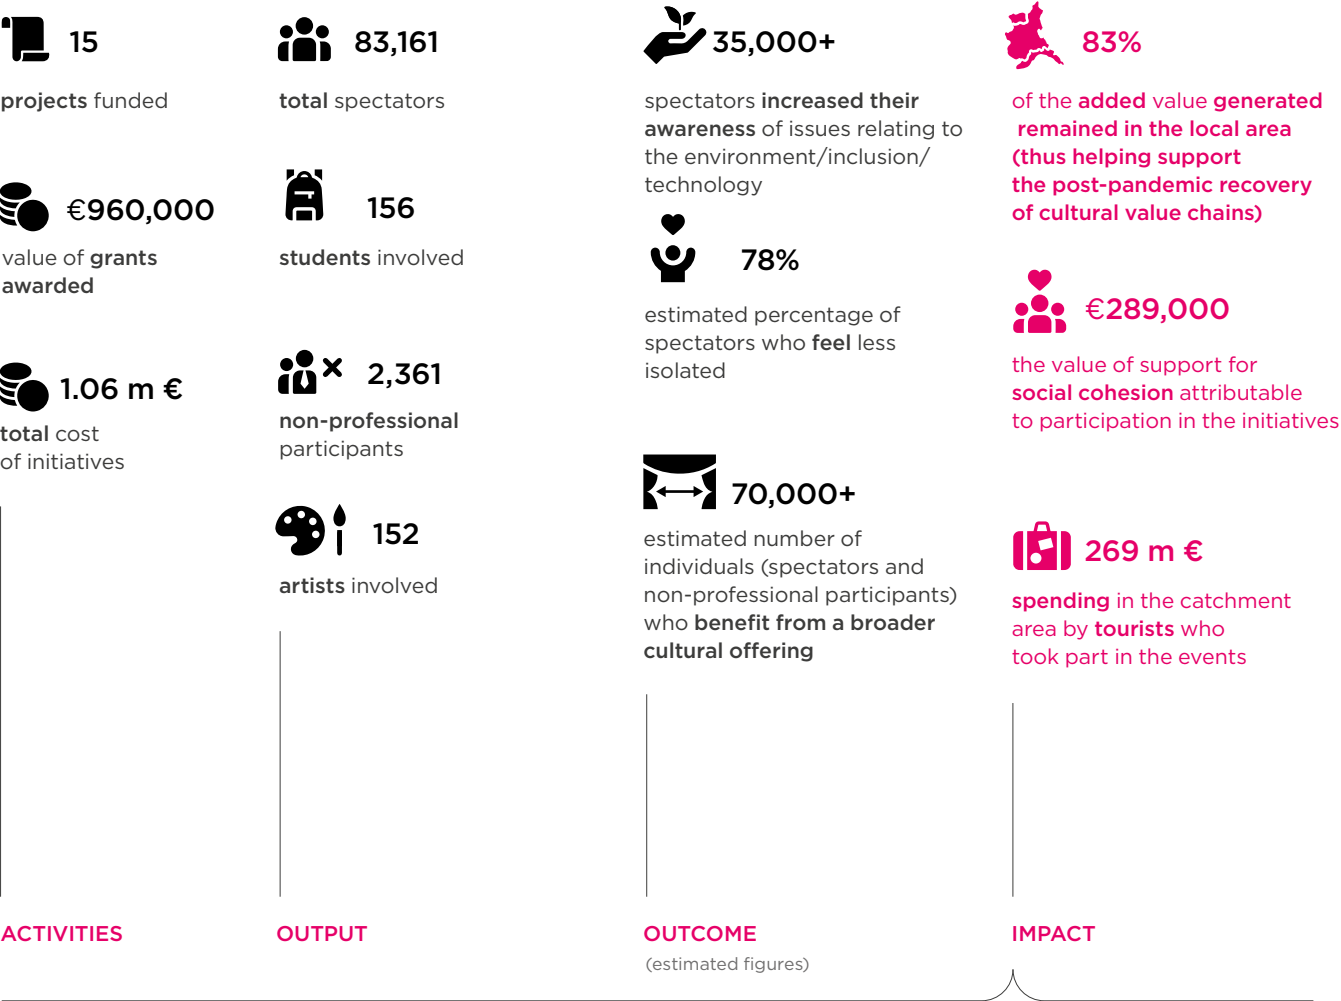 15
projects funded
€960,000
value of grants
awarded
1.06 m €
total cost
of initiatives
ACTIVITIES
83,161
total spectators
156
students involved
2,361
non-professional
participants
152
artists involved
OUTPUT
35,000+
spectators increased their
awareness of issues relating to
the environment/inclusion/
technology
78%
estimated percentage of
spectators who feel less
isolated
70,000+
estimated number of
individuals (spectators and
non-professional participants)
who benefit from a broader
cultural offering
OUTCOME
(estimated figures)
83%
of the added value generated
remained in the local area
(thus helping support
the post-pandemic recovery
of cultural value chains)
€289,000
the value of support for
social cohesion attributable
to participation in the initiatives
269 m €
spending in the catchment
area by tourists who
took part in the events
IMPACT